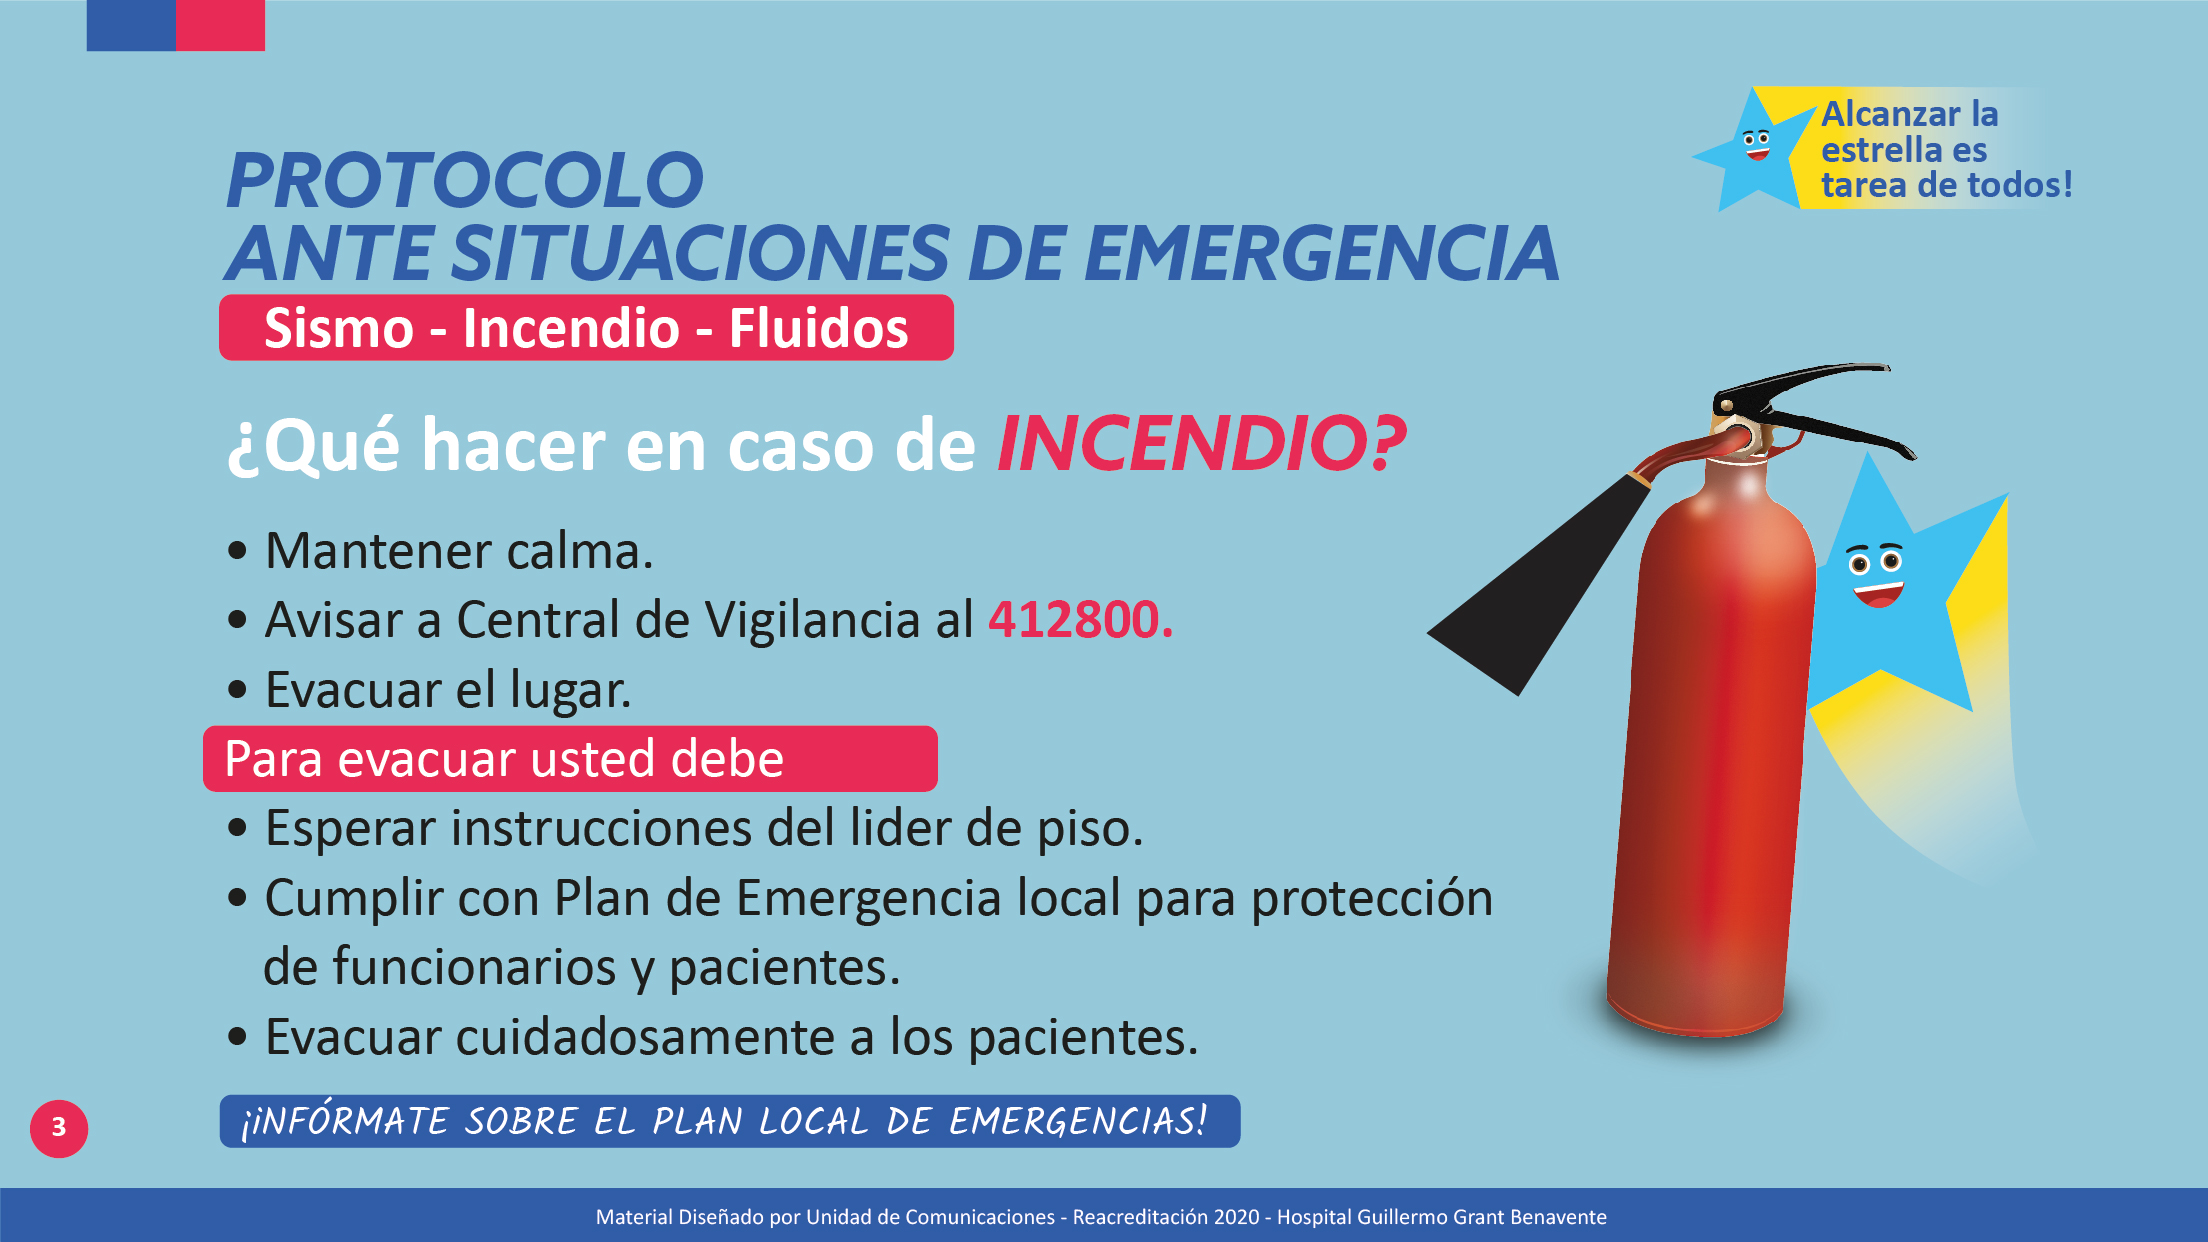 Alcanzar la
estrella es
tarea de todos!
PROTOCOLO
ANTE SITUACIONES DE EMERGENCIA
Sismo - Incendio - Fluidos
¿Qué hacer en caso de INCENDIO?
• Mantener calma.
• Avisar a Central de Vigilancia al 412800.
• Evacuar el lugar.
Para evacuar usted debe
• Esperar instrucciones del lider de piso.
• Cumplir con Plan de Emergencia local para protección
de funcionarios y pacientes.
• Evacuar cuidadosamente a los pacientes.
¡iNFÓRMATE SOBRE EL PLAN LOCAL DE EMERGENCIAS!
3
Material Diseñado por Unidad de Comunicaciones - Reacreditación 2020 - Hospital Guillermo Grant Benavente